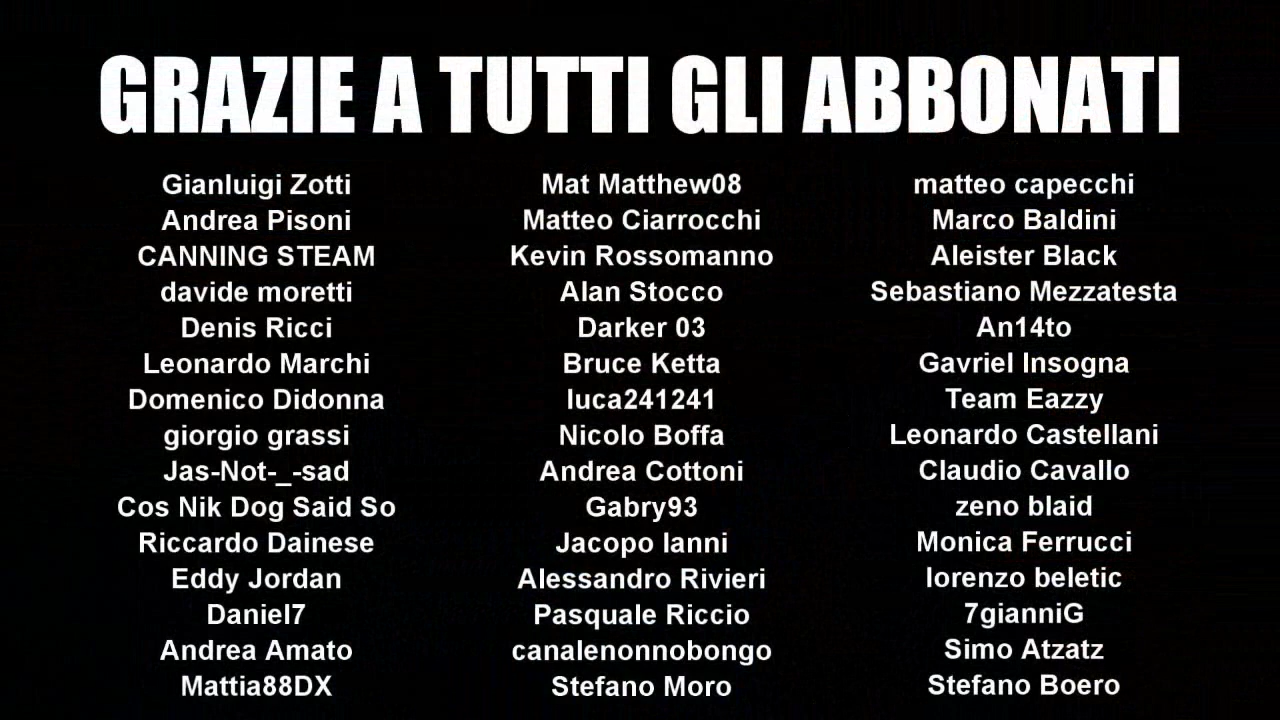 GRAZIE A TUTTI GLI ABBONATI
Gianluigi Zotti
Andrea Pisoni
CANNING STEAM
davide moretti
Denis Ricci
Leonardo Marchi
Domenico Didonna
giorgio grassi
Jas-Not-_-sad
Cos Nik Dog Said So
Riccardo Dainese
Eddy Jordan
Daniel7
Andrea Amato
Mattia88DX
Mat Matthew08
Matteo Ciarrocchi
Kevin Rossomanno
Alan Stocco
Darker 03
Bruce Ketta
luca241241
Nicolo Boffa
Andrea Cottoni
Gabry93
Jacopo Ianni
Alessandro Rivieri
Pasquale Riccio
canalenonnobongo
Stefano Moro
matteo capecchi
Marco Baldini
Aleister Black
Sebastiano Mezzatesta
An14to
Gavriel Insogna
Team Eazzy
Leonardo Castellani
Claudio Cavallo
zeno blaid
Monica Ferrucci
lorenzo beletic
7gianniG
Simo Atzatz
Stefano Boero